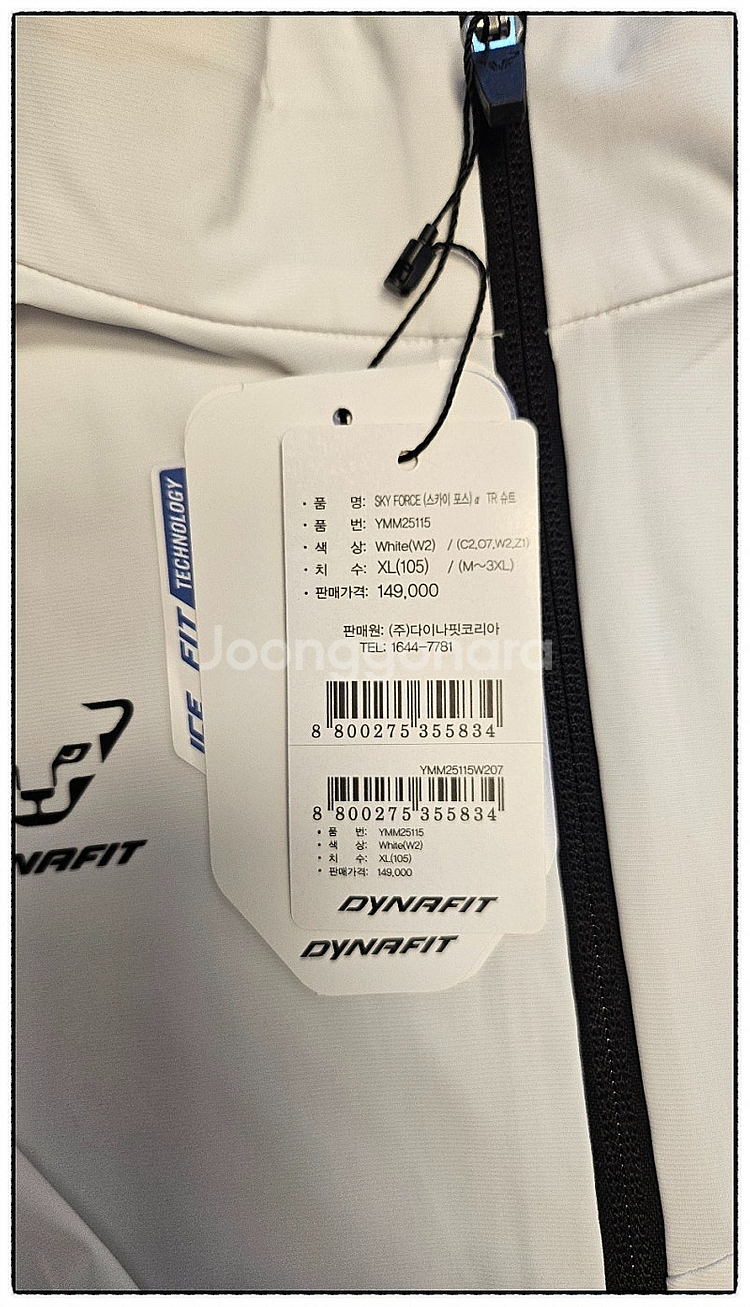 · 품 명: SKY FORCE (스카이 포스) α TR 슈트
· 품 번: YMM25115
· 색 상: White(W2) / (C2,O7,W2,Z1)
· 치 수: XL(105) / (M~3XL)
· 판매가격: 149,000
판매원: (주)다이나핏코리아
TEL: 1644-7781
Joonggonara
ICE FIT TECHNOLOGY
8 800275 355834
YMM25115W207
8 800275 355834
· 품 번: YMM25115
· 색 상: White(W2)
· 치 수: XL(105)
· 판매가격: 149,000
DYNAFIT
DYNAFIT
NAFIT